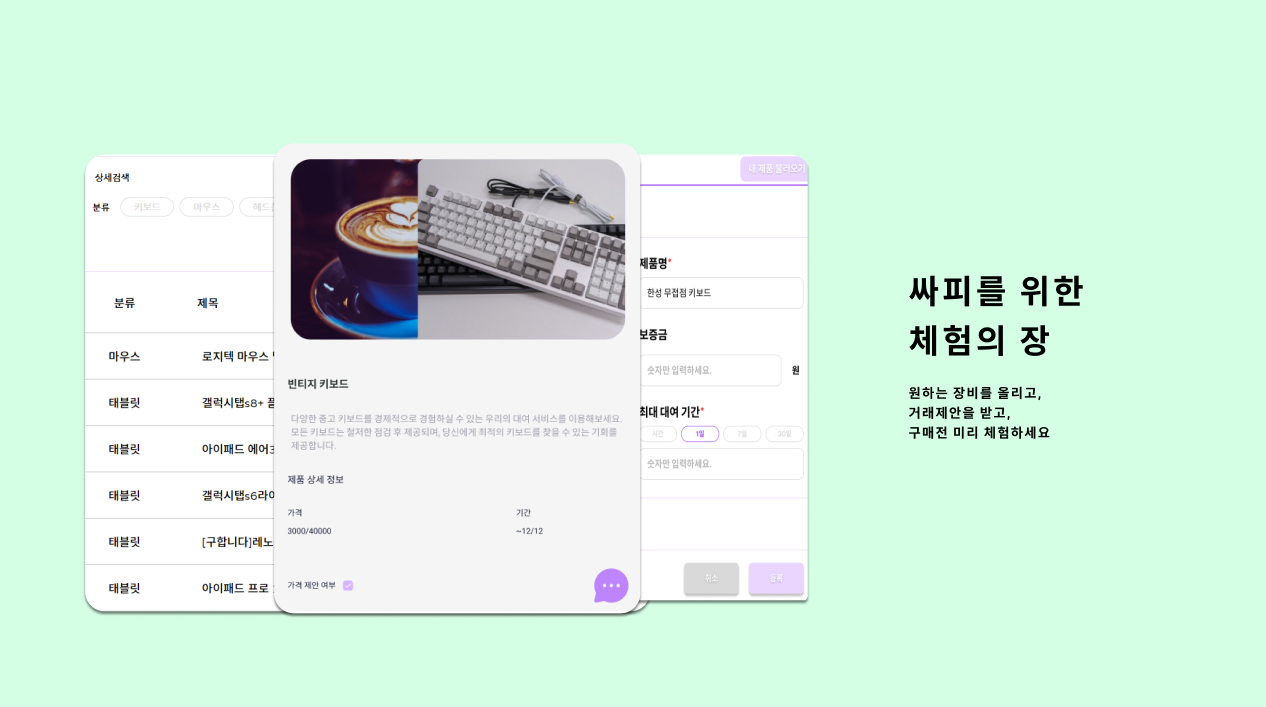 상세검색
분류
키보드
마우스
분류 제목
마우스 로지텍 마우스
태블릿 갤럭시탭s8+
태블릿 아이패드 에어
태블릿 갤럭시탭s6라이
태블릿 [구합니다]레노
태블릿 아이패드 프로
빈티지 키보드
다양한 중고 키보드를 경제적으로 경험하실 수 있는 우리의 대여 서비스를 이용해보세요.
모든 키보드는 철저한 점검 후 제공되며, 당신에게 최적의 키보드를 찾을 수 있는 기회를
제공합니다.
제품 상세 정보
가격 기간
3000/40000 ~12/12
가격 제안 여부
내 제품 불러오기
제품명*
한성 무접점 키보드
보증금
숫자만 입력하세요. 원
최대 대여 기간*
시간 1일 7일 30일
숫자만 입력하세요.
취소 등록
싸피를 위한
체험의 장
원하는 장비를 올리고,
거래제안을 받고,
구매전 미리 체험하세요